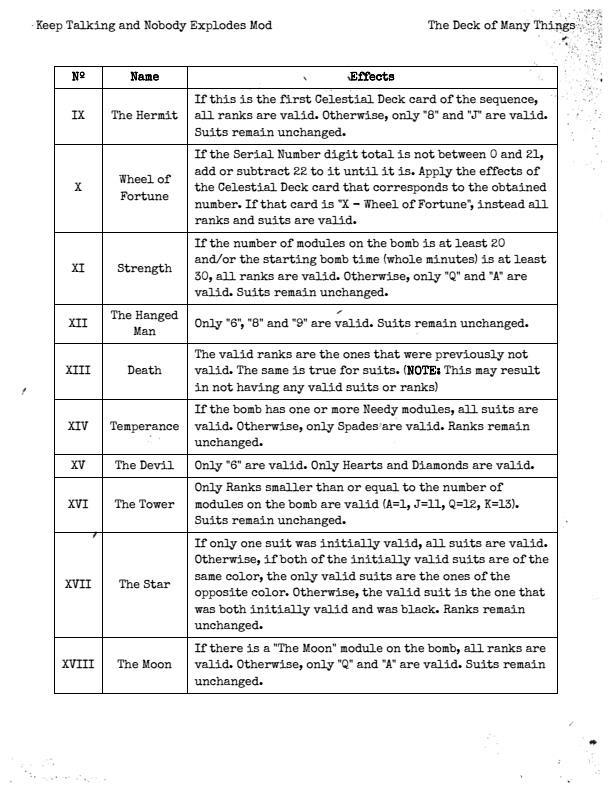 Keep Talking and Nobody Explodes Mod
The Deck of Many Things
Nº Name Effects
IX The Hermit
If this is the first Celestial Deck card of the sequence,
all ranks are valid. Otherwise, only "8" and "J" are valid.
Suits remain unchanged.
X Wheel of Fortune
If the Serial Number digit total is not between 0 and 21,
add or subtract 22 to it until it is. Apply the effects of
the Celestial Deck card that corresponds to the obtained
number. If that card is "X - Wheel of Fortune", instead all
ranks and suits are valid.
XI Strength
If the number of modules on the bomb is at least 20
and/or the starting bomb time (whole minutes) is at least
30, all ranks are valid. Otherwise, only "Q" and "A" are
valid. Suits remain unchanged.
XII The Hanged Man
Only "6", "8" and "9" are valid. Suits remain unchanged.
XIII Death
The valid ranks are the ones that were previously not
valid. The same is true for suits. (NOTE: This may result
in not having any valid suits or ranks)
XIV Temperance
If the bomb has one or more Needy modules, all suits are
valid. Otherwise, only Spades are valid. Ranks remain
unchanged.
XV The Devil
Only "6" are valid. Only Hearts and Diamonds are valid.
XVI The Tower
Only Ranks smaller than or equal to the number of
modules on the bomb are valid (A=1, J=11, Q=12, K=13).
Suits remain unchanged.
XVII The Star
If only one suit was initially valid, all suits are valid.
Otherwise, if both of the initially valid suits are of the
same color, the only valid suits are the ones of the
opposite color. Otherwise, the valid suit is the one that
was both initially valid and was black. Ranks remain
unchanged.
XVIII The Moon
If there is a "The Moon" module on the bomb, all ranks are
valid. Otherwise, only "Q" and "A" are valid. Suits remain
unchanged.